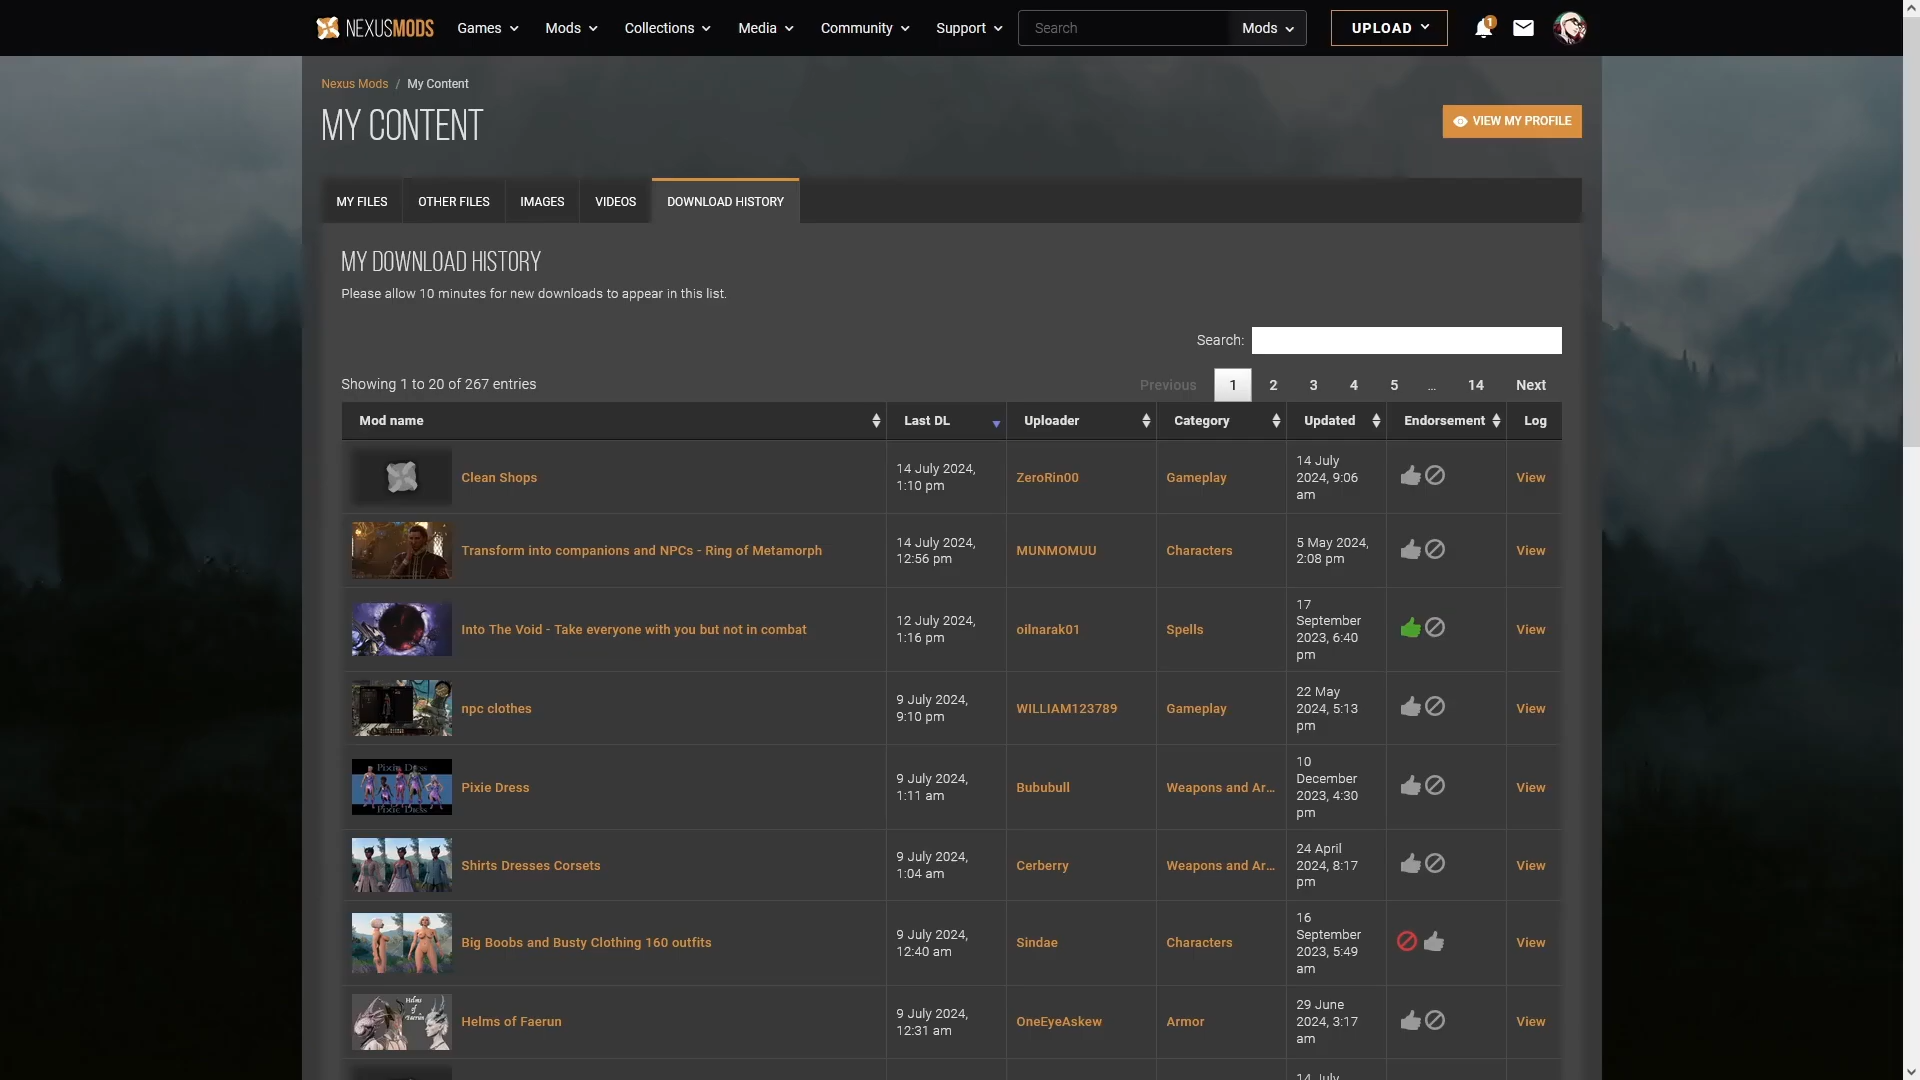 NEXUSMODS Games Mods Collections Media Community Support Search Mods UPLOAD 1
Nexus Mods / My Content
MY CONTENT
VIEW MY PROFILE
MY FILES OTHER FILES IMAGES VIDEOS DOWNLOAD HISTORY
MY DOWNLOAD HISTORY
Please allow 10 minutes for new downloads to appear in this list.
Search:
Showing 1 to 20 of 267 entries
Previous 1 2 3 4 5 … 14 Next
Mod name Last DL Uploader Category Updated Endorsement Log
Clean Shops
14 July 2024,
1:10 pm
ZeroRin00
Gameplay
14 July
2024, 9:06
am
View
Transform into companions and NPCs - Ring of Metamorph
14 July 2024,
12:56 pm
MUNMOMUU
Characters
5 May 2024,
2:08 pm
View
Into The Void - Take everyone with you but not in combat
12 July 2024,
1:16 pm
oilnarak01
Spells
17
September
2023, 6:40
pm
View
npc clothes
9 July 2024,
9:10 pm
WILLIAM123789
Gameplay
22 May
2024, 5:13
pm
View
Pixie Dress
Pixie Dress
Pixie Dress
9 July 2024,
1:11 am
Bububull
Weapons and Ar...
10
December
2023, 4:30
pm
View
Shirts Dresses Corsets
9 July 2024,
1:04 am
Cerberry
Weapons and Ar...
24 April
2024, 8:17
pm
View
Big Boobs and Busty Clothing 160 outfits
9 July 2024,
12:40 am
Sindae
Characters
16
September
2023, 5:49
am
View
Helms
of
Faerun
Helms of Faerun
9 July 2024,
12:31 am
OneEyeAskew
Armor
29 June
2024, 3:17
am
View
14 July